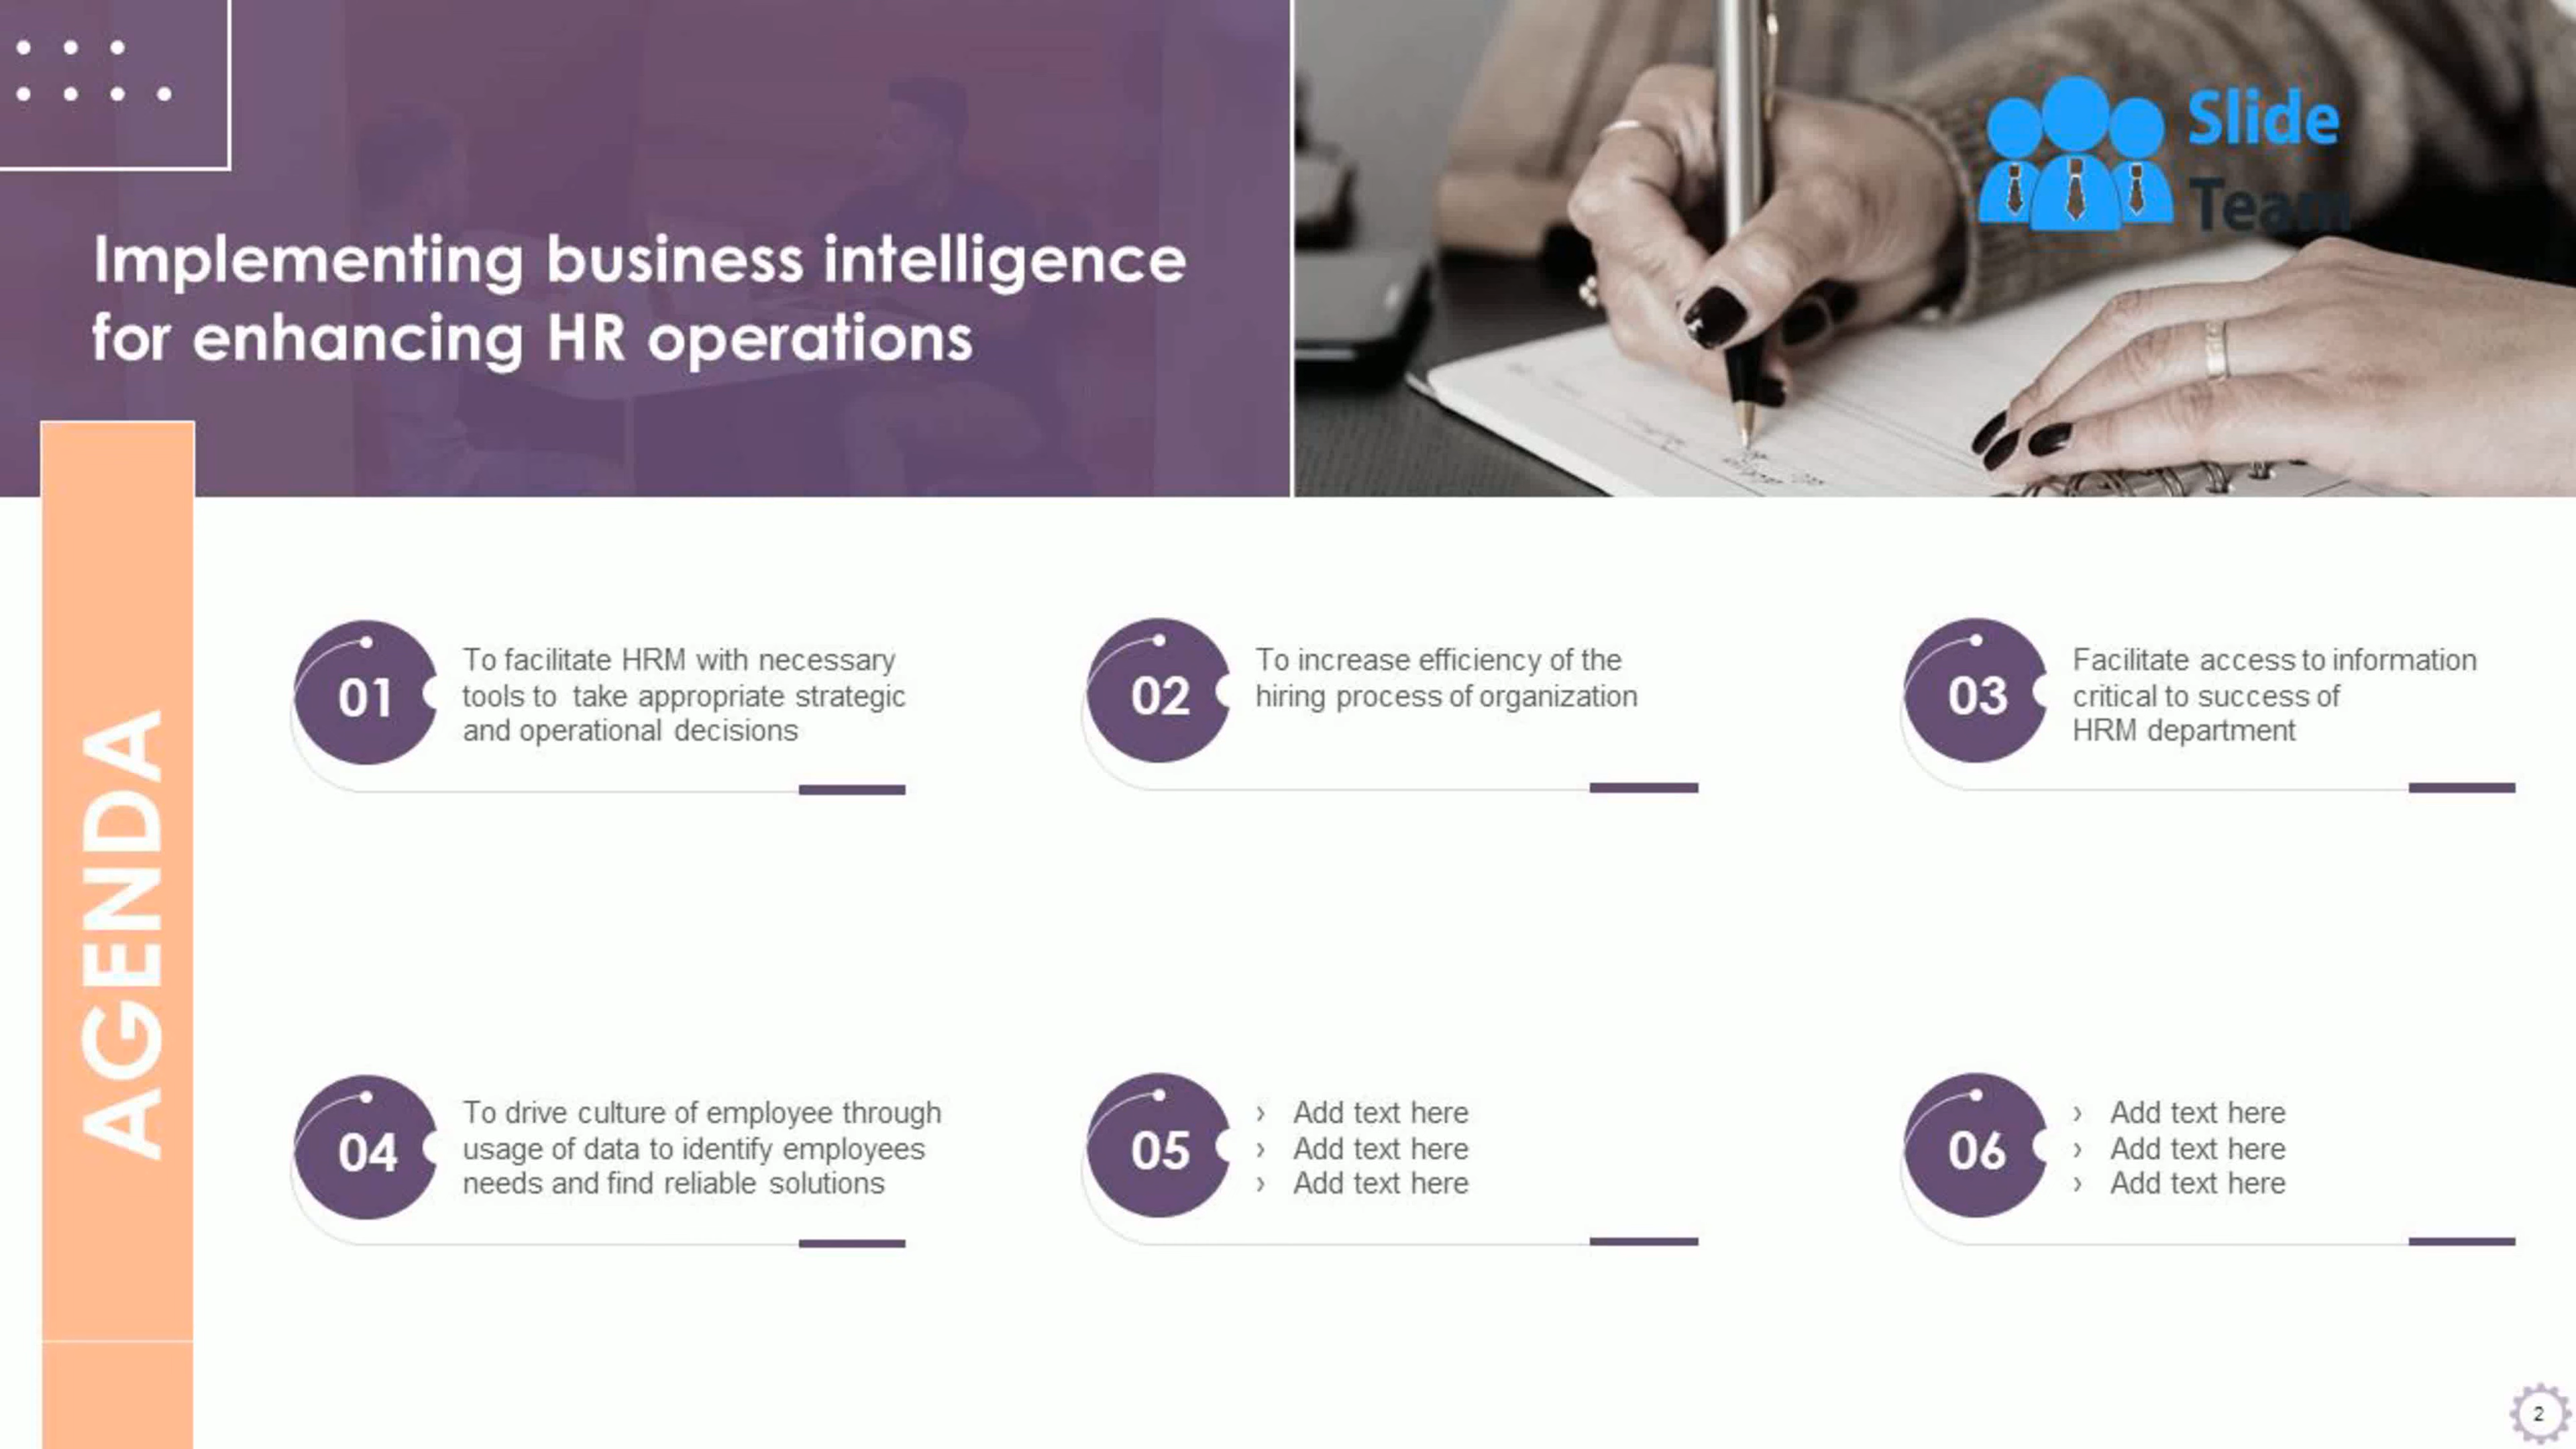 Slide
Team
Implementing business intelligence
for enhancing HR operations
AGENDA
01
To facilitate HRM with necessary
tools to take appropriate strategic
and operational decisions
02
To increase efficiency of the
hiring process of organization
03
Facilitate access to information
critical to success of
HRM department
04
To drive culture of employee through
usage of data to identify employees
needs and find reliable solutions
05
› Add text here
› Add text here
› Add text here
06
› Add text here
› Add text here
› Add text here
2